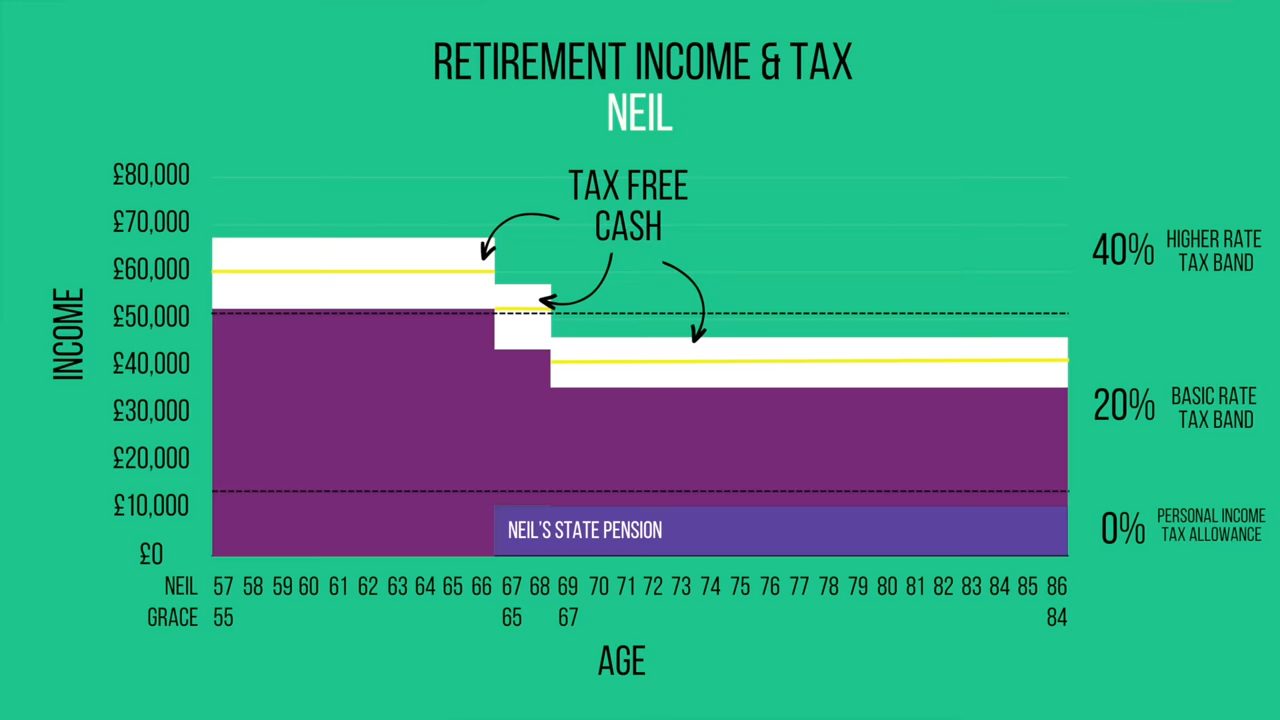 RETIREMENT INCOME & TAX
NEIL
TAX FREE
CASH
£80,000
£70,000
£60,000
£50,000
£40,000
£30,000
£20,000
£10,000
£0
INCOME
40% HIGHER RATE
TAX BAND
20% BASIC RATE
TAX BAND
0% PERSONAL INCOME
TAX ALLOWANCE
NEIL'S STATE PENSION
NEIL 57 58 59 60 61 62 63 64 65 66 67 68 69 70 71 72 73 74 75 76 77 78 79 80 81 82 83 84 85 86
GRACE 55 65 67 84
AGE